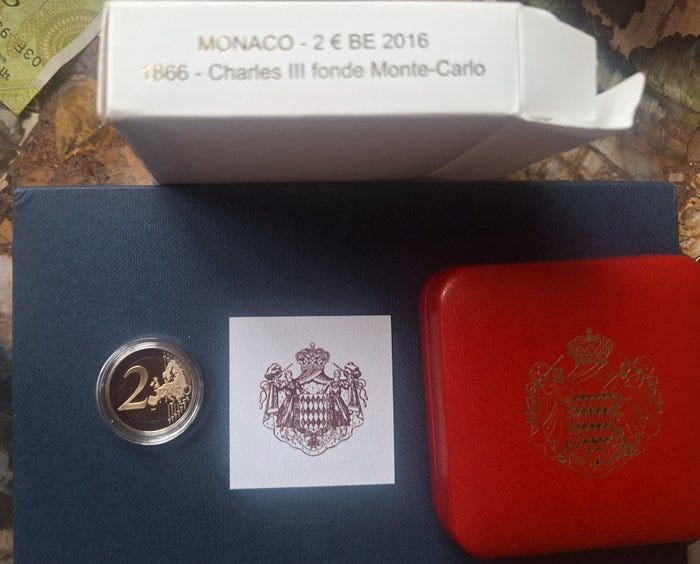 MONACO - 2 € BE 2016
1866 - Charles III fonde Monte-Carlo
2